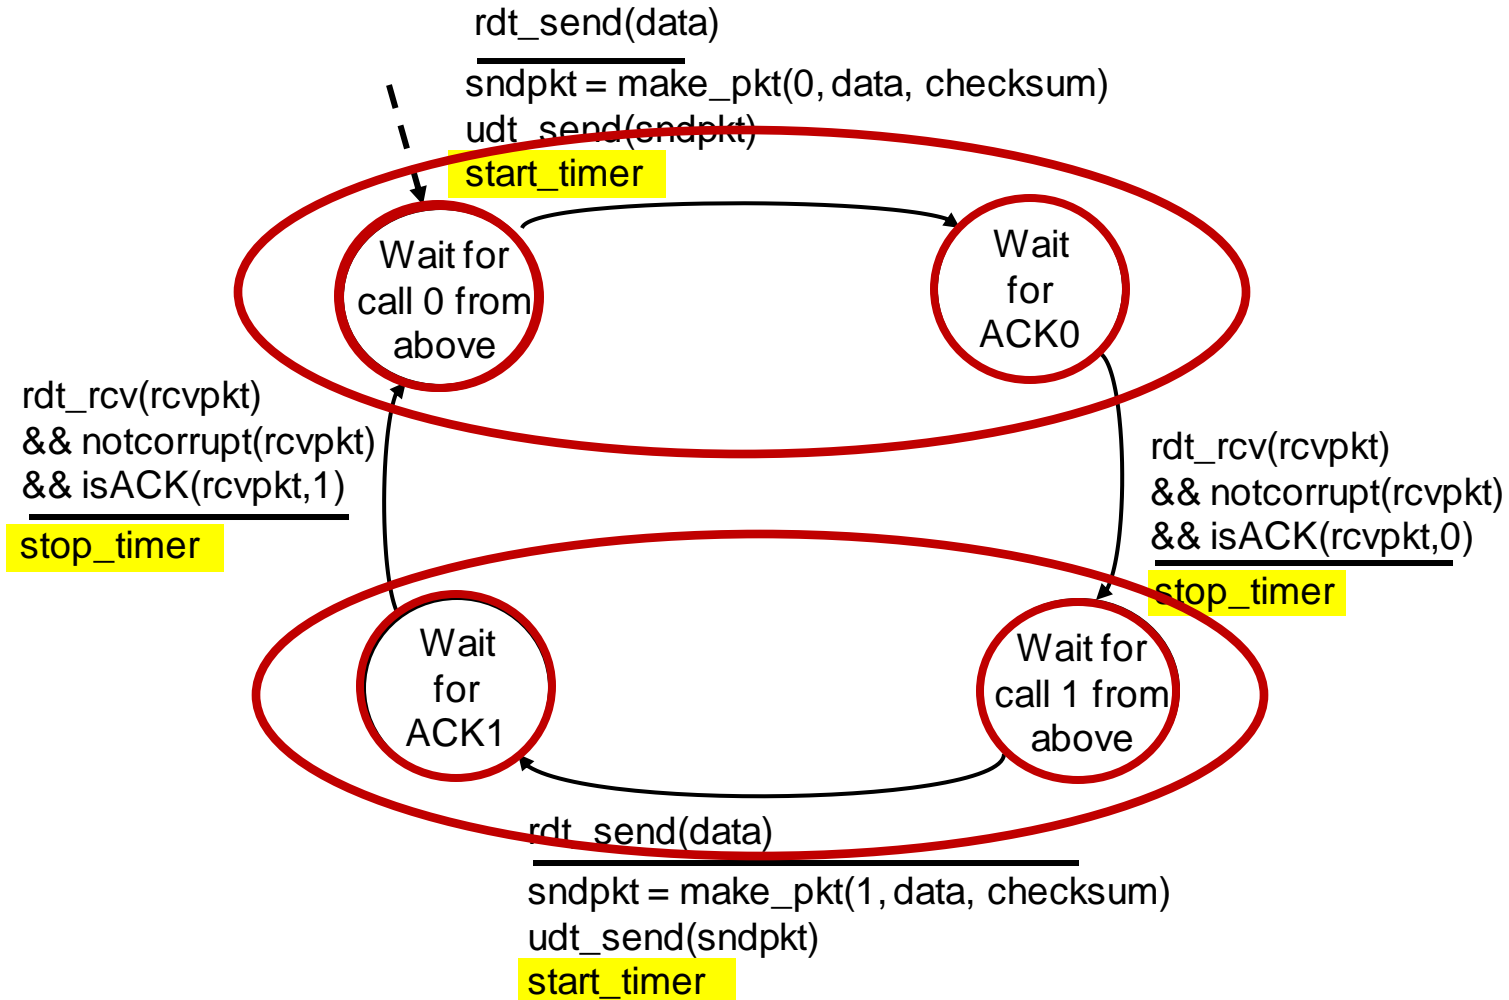 rdt_send(data)
sndpkt = make_pkt(0, data, checksum)
udt_send(sndpkt)
start_timer
Wait for
call 0 from
above
Wait
for
ACK0
rdt_rcv(rcvpkt)
&& notcorrupt(rcvpkt)
&& isACK(rcvpkt,1)
stop_timer
rdt_rcv(rcvpkt)
&& notcorrupt(rcvpkt)
&& isACK(rcvpkt,0)
stop_timer
Wait
for
ACK1
Wait for
call 1 from
above
rdt_send(data)
sndpkt = make_pkt(1, data, checksum)
udt_send(sndpkt)
start_timer